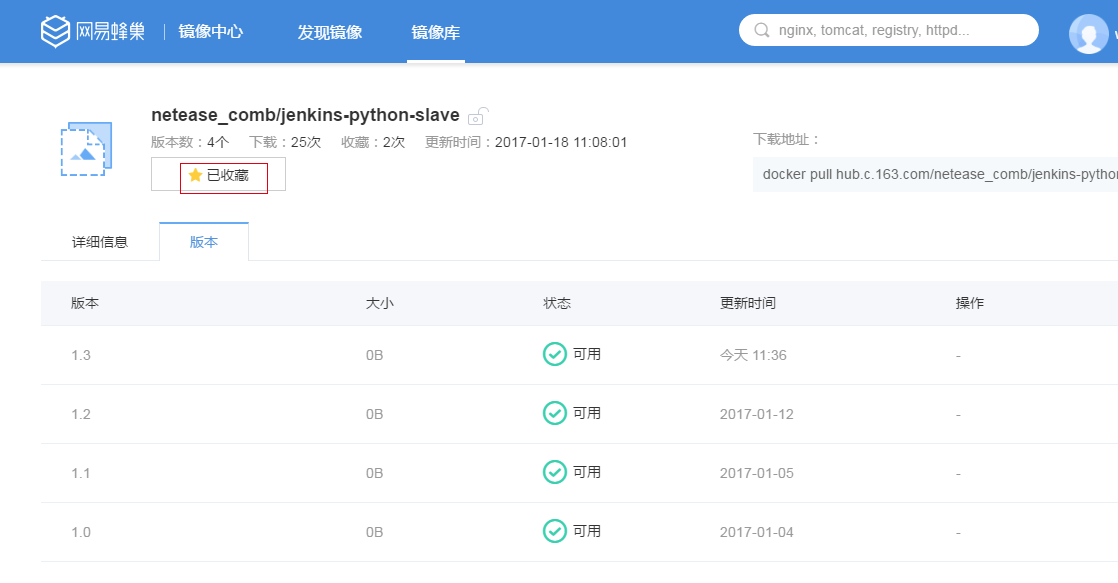 网易蜂巢 镜像中心 发现镜像 镜像库 nginx, tomcat, registry, httpd...
netease_comb/jenkins-python-slave
版本数：4个 下载：25次 收藏：2次 更新时间：2017-01-18 11:08:01
下载地址：
已收藏
docker pull hub.c.163.com/netease_comb/jenkins-pytho
详细信息 版本
版本 大小 状态 更新时间 操作
1.3 0B 可用 今天 11:36 -
1.2 0B 可用 2017-01-12 -
1.1 0B 可用 2017-01-05 -
1.0 0B 可用 2017-01-04 -